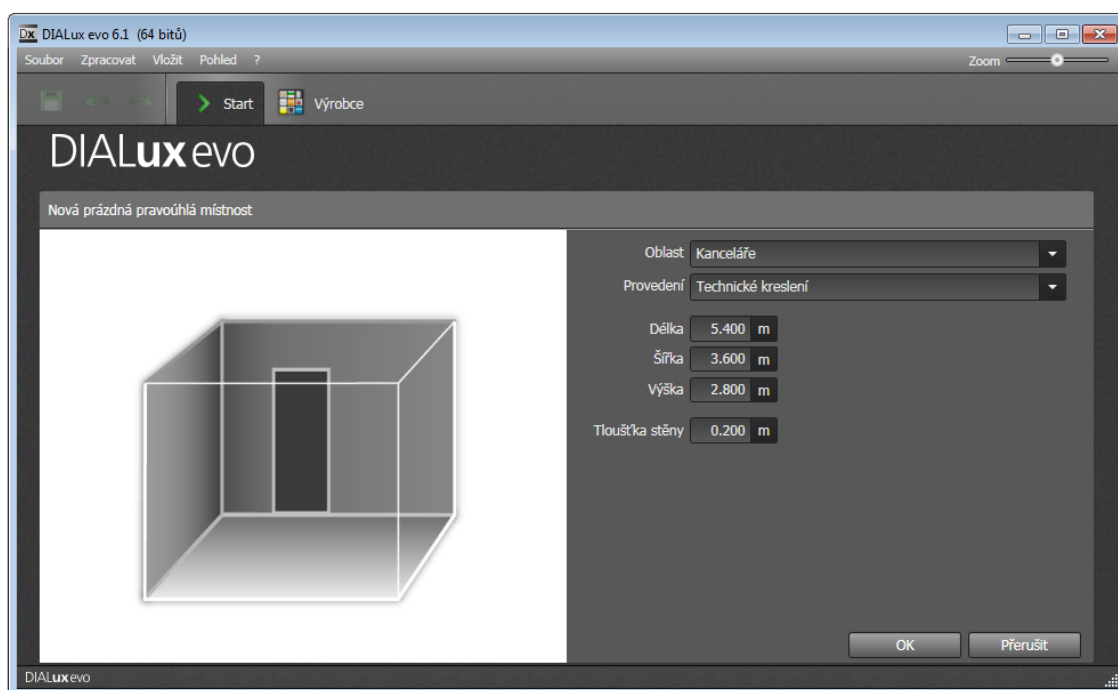 Dx DIALux evo 6.1 (64 bitů)
Soubor Zpracovat Vložit Pohled ? Zoom
Start Výrobce
DIALux evo
Nová prázdná pravoúhlá místnost
Oblast Kanceláře
Provedení Technické kreslení
Délka 5.400 m
Šířka 3.600 m
Výška 2.800 m
Tloušťka stěny 0.200 m
OK Přerušit
DIALux evo